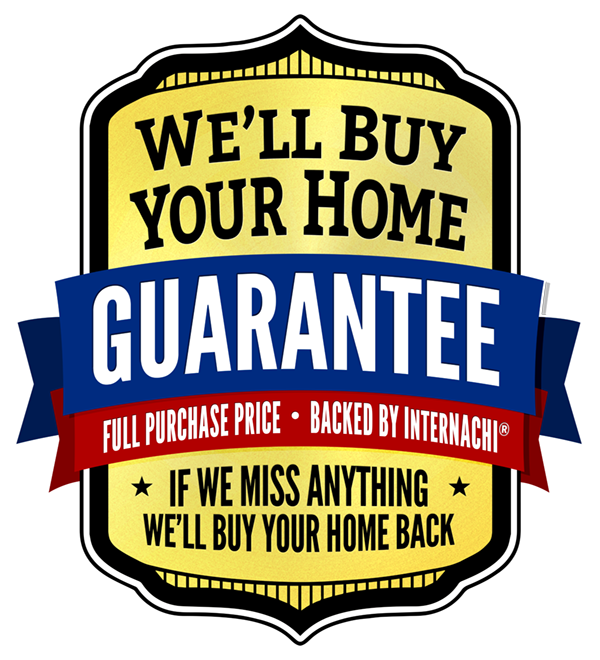 WE'LL BUY
YOUR HOME
GUARANTEE
FULL PURCHASE PRICE • BACKED BY INTERNACHI®
IF WE MISS ANYTHING
WE'LL BUY YOUR HOME BACK